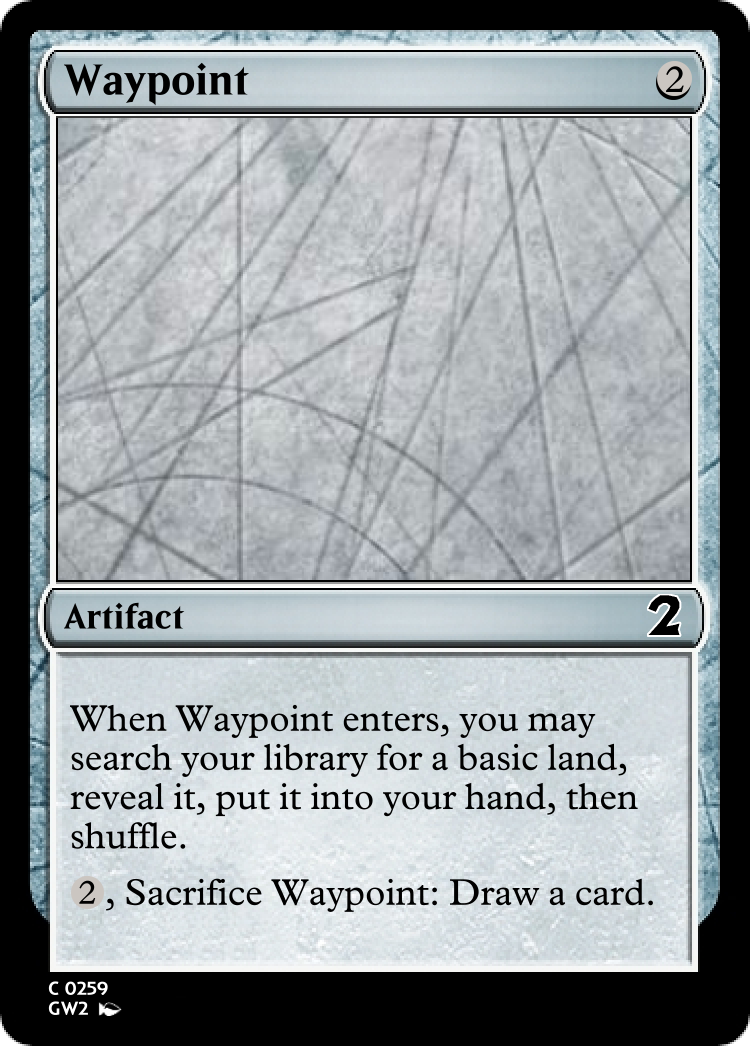 Waypoint 2
Artifact 2
When Waypoint enters, you may
search your library for a basic land,
reveal it, put it into your hand, then
shuffle.
2, Sacrifice Waypoint: Draw a card.
C 0259
GW2